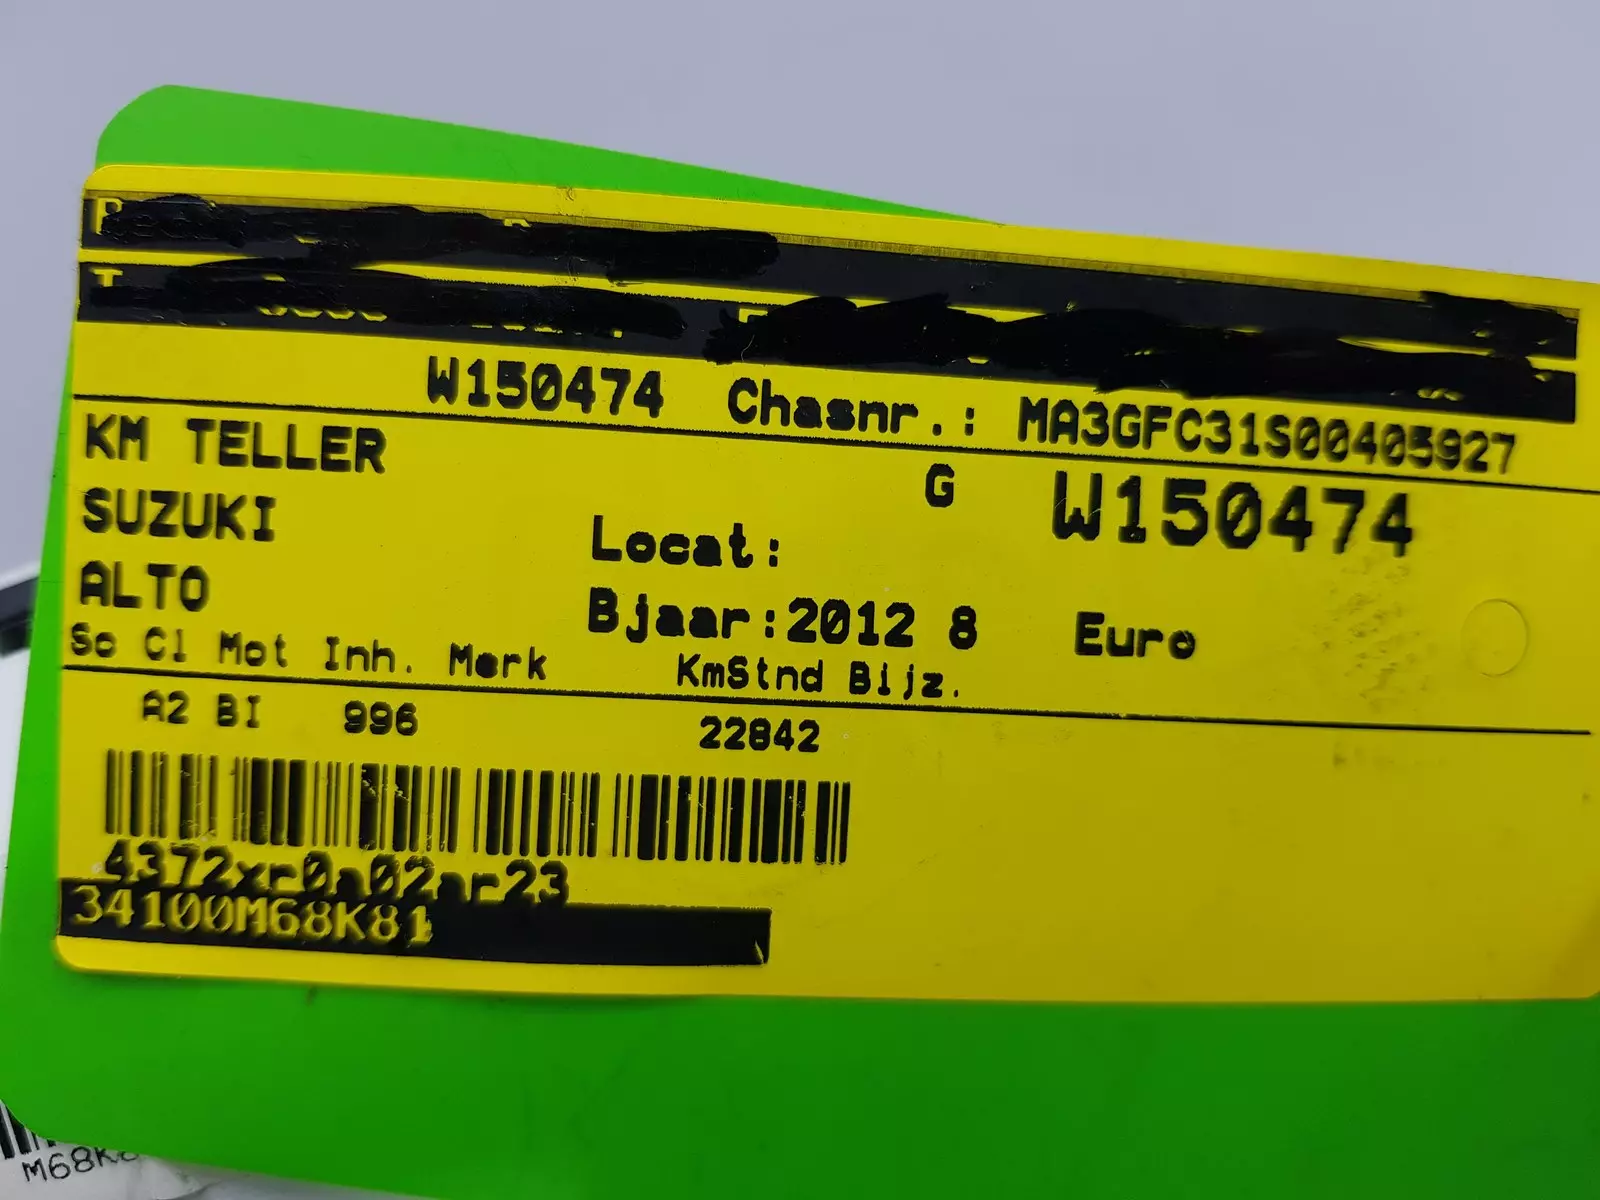 W150474 Chasnr.: MA3GFC31S00405927
KM TELLER
G W150474
SUZUKI
Locat:
ALTO
Bjaar:2012 8 Euro
So Cl Mot Inh. Merk KmStnd Bijz.
A2 BI 996 22842
4372xr0a02ar23
34100M68K81